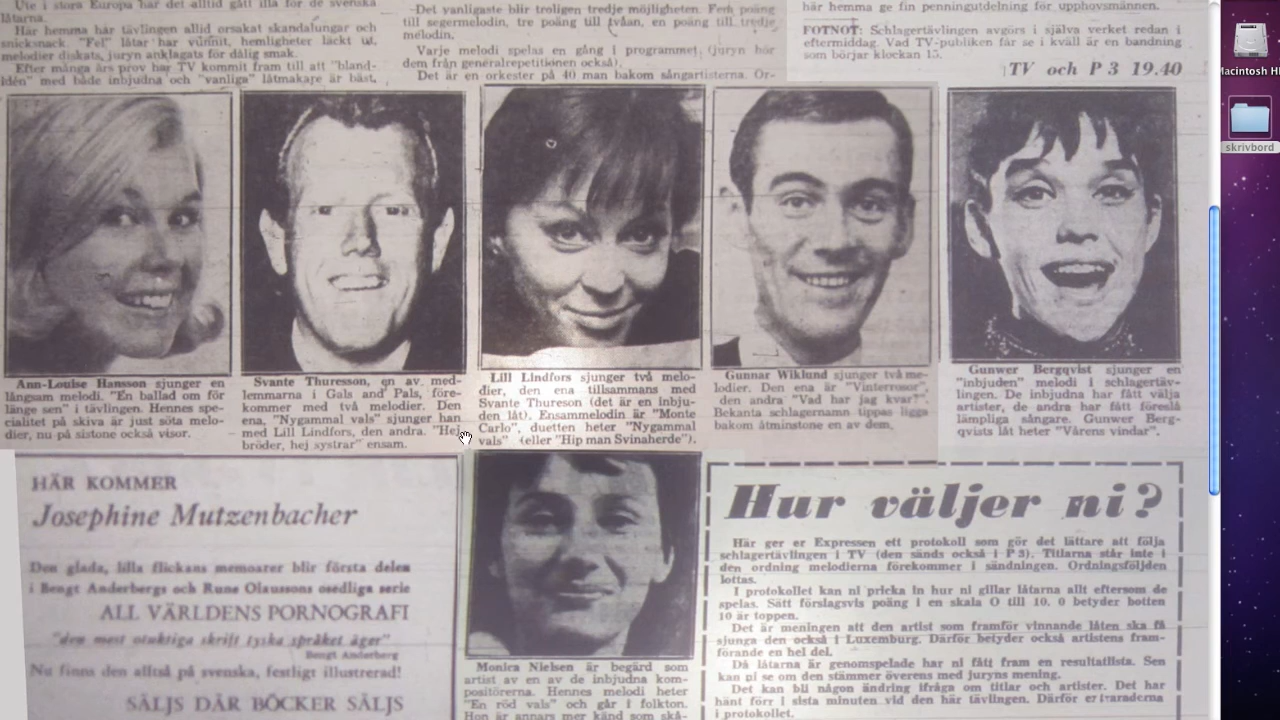 Ute i stora Europa har det alltid gått illa för de svenska
låtarna.
Här hemma har tävlingen alltid orsakat skandalungar och
snicksnack. "Fel" låtar har vunnit, hemligheter läckt ut,
melodier diskats, juryn anklagats för dålig smak.
Efter många års prov har TV kommit fram till att "bland-
idén" med både inbjudna och "vanliga" låtmakare är bäst,
Det vanligaste blir troligen tredje möjligheten. Fem poäng
till segermelodin, tre poäng till tvåan, en poäng till tredje
melodin.
Varje melodi spelas en gång i programmet, (juryn hör
dem från generalrepetitionen också).
Det är en orkester på 40 man bakom sångartisterna. Or-
här hemma ge fin penningutdelning för upphovsmännen.
FOTNOT: Schlagertävlingen avgörs i själva verket redan i
eftermiddag. Vad TV-publiken får se i kväll är en bandning
som börjar klockan 15.
TV och P 3 19.40
Macintosh H
skrivbord
Ann-Louise Hansson sjunger en
långsam melodi. "En ballad om för
länge sen" i tävlingen. Hennes spe-
cialitet på skiva är just söta melo-
dier, nu på sistone också visor.
Svante Thuresson, en av med-
lemmarna i Gals and Pals, före-
kommer med två melodier. Den
ena, "Nygammal vals" sjunger han
med Lill Lindfors, den andra. "Hej
bröder, hej systrar" ensam.
Lill Lindfors sjunger två melo-
dier, den ena tillsammans med
Svante Thureson (det är en inbju-
den låt). Ensammelodin är "Monte
Carlo", duetten heter "Nygammal
vals" (eller "Hip man Svinaherde").
Gunnar Wiklund sjunger två me-
lodier. Den ena är "Vinterrosor",
den andra "Vad har jag kvar?".
Bekanta schlagernamn tippas ligga
bakom åtminstone en av dem.
Gunwer Bergqvist sjunger en
"inbjuden" melodi i schlagertäv-
lingen. De inbjudna har fått välja
artister, de andra har fått föreslå
lämpliga sångare. Gunwer Berg-
qvists låt heter "Vårens vindar".
HÄR KOMMER
Josephine Mutzenbacher
Den glada, lilla flickans memoarer blir första delen
i Bengt Anderbergs och Rune Olaussons osedliga serie
ALL VÄRLDENS PORNOGRAFI
"den mest otuktiga skrift tyska språket äger"
Bengt Anderberg
Nu finns den alltså på svenska, festligt illustrerad!
SÄLJS DÄR BÖCKER SÄLJS
Monica Nielsen är begärd som
artist av en av de inbjudna kom-
positörerna. Hennes melodi heter
"En röd vals" och går i folkton.
Hon är annars mer känd som skå-
Hur väljer ni?
Här ger er Expressen ett protokoll som gör det lättare att följa
schlagertävlingen i TV (den sänds också i P 3). Titlarna står inte i
den ordning melodierna förekommer i sändningen. Ordningsföljden
lottas.
I protokollet kan ni pricka in hur ni gillar låtarna allt eftersom de
spelas. Sätt förslagsvis poäng i en skala 0 till 10. 0 betyder botten
10 är toppen.
Det är meningen att den artist som framför vinnande låten ska få
sjunga den också i Luxemburg. Därför betyder också artistens fram-
förande en hel del.
Då låtarna är genomspelade har ni fått fram en resultatlista. Sen
kan ni se om den stämmer överens med juryns mening.
Det kan bli någon ändring ifråga om titlar och artister. Det har
hänt förr i sista minuten vid den här tävlingen. Därför er
i protokollet.